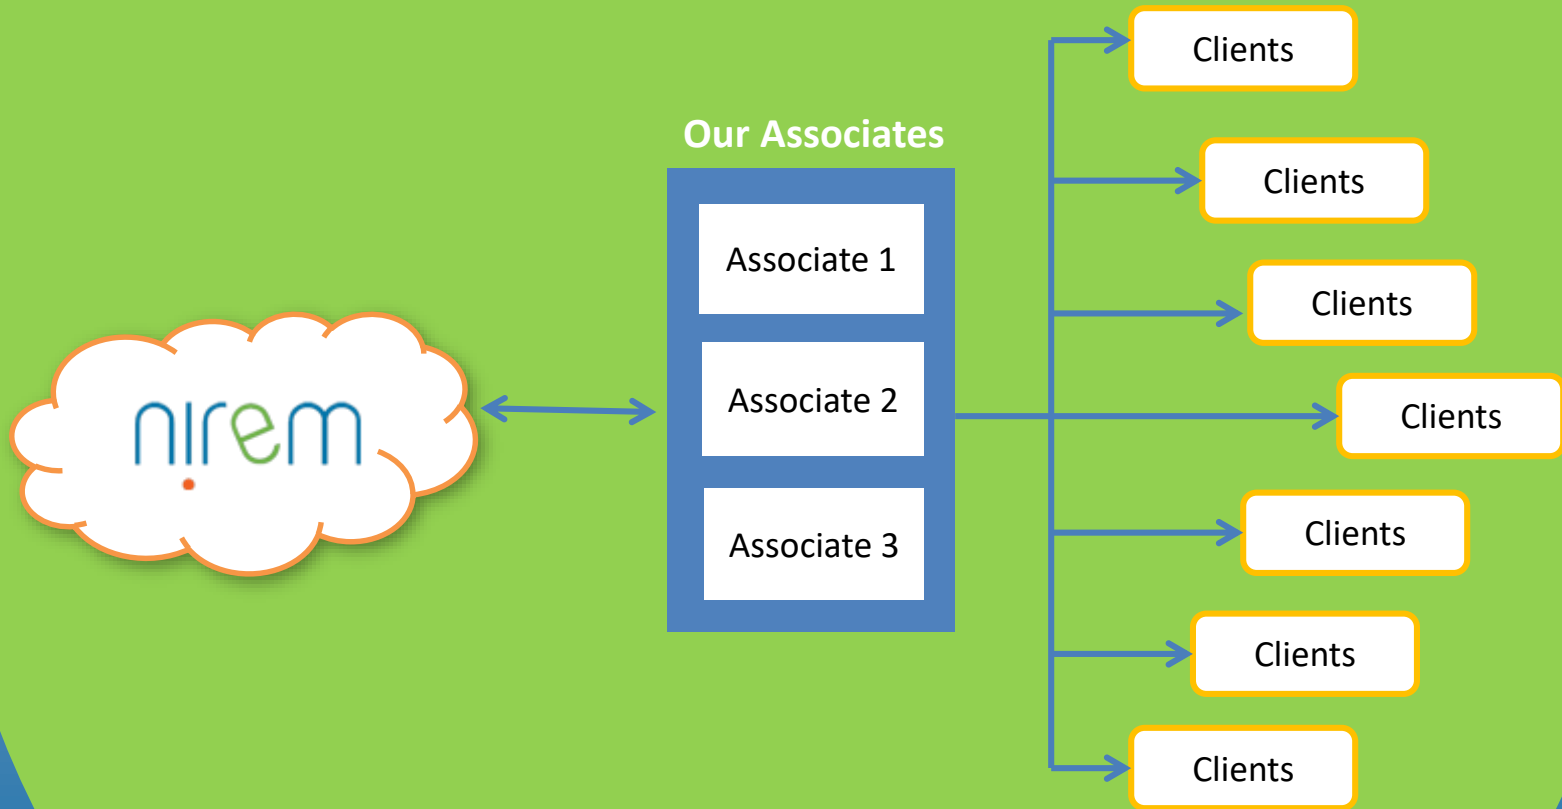 nirem
Our Associates
Associate 1
Associate 2
Associate 3
Clients
Clients
Clients
Clients
Clients
Clients
Clients